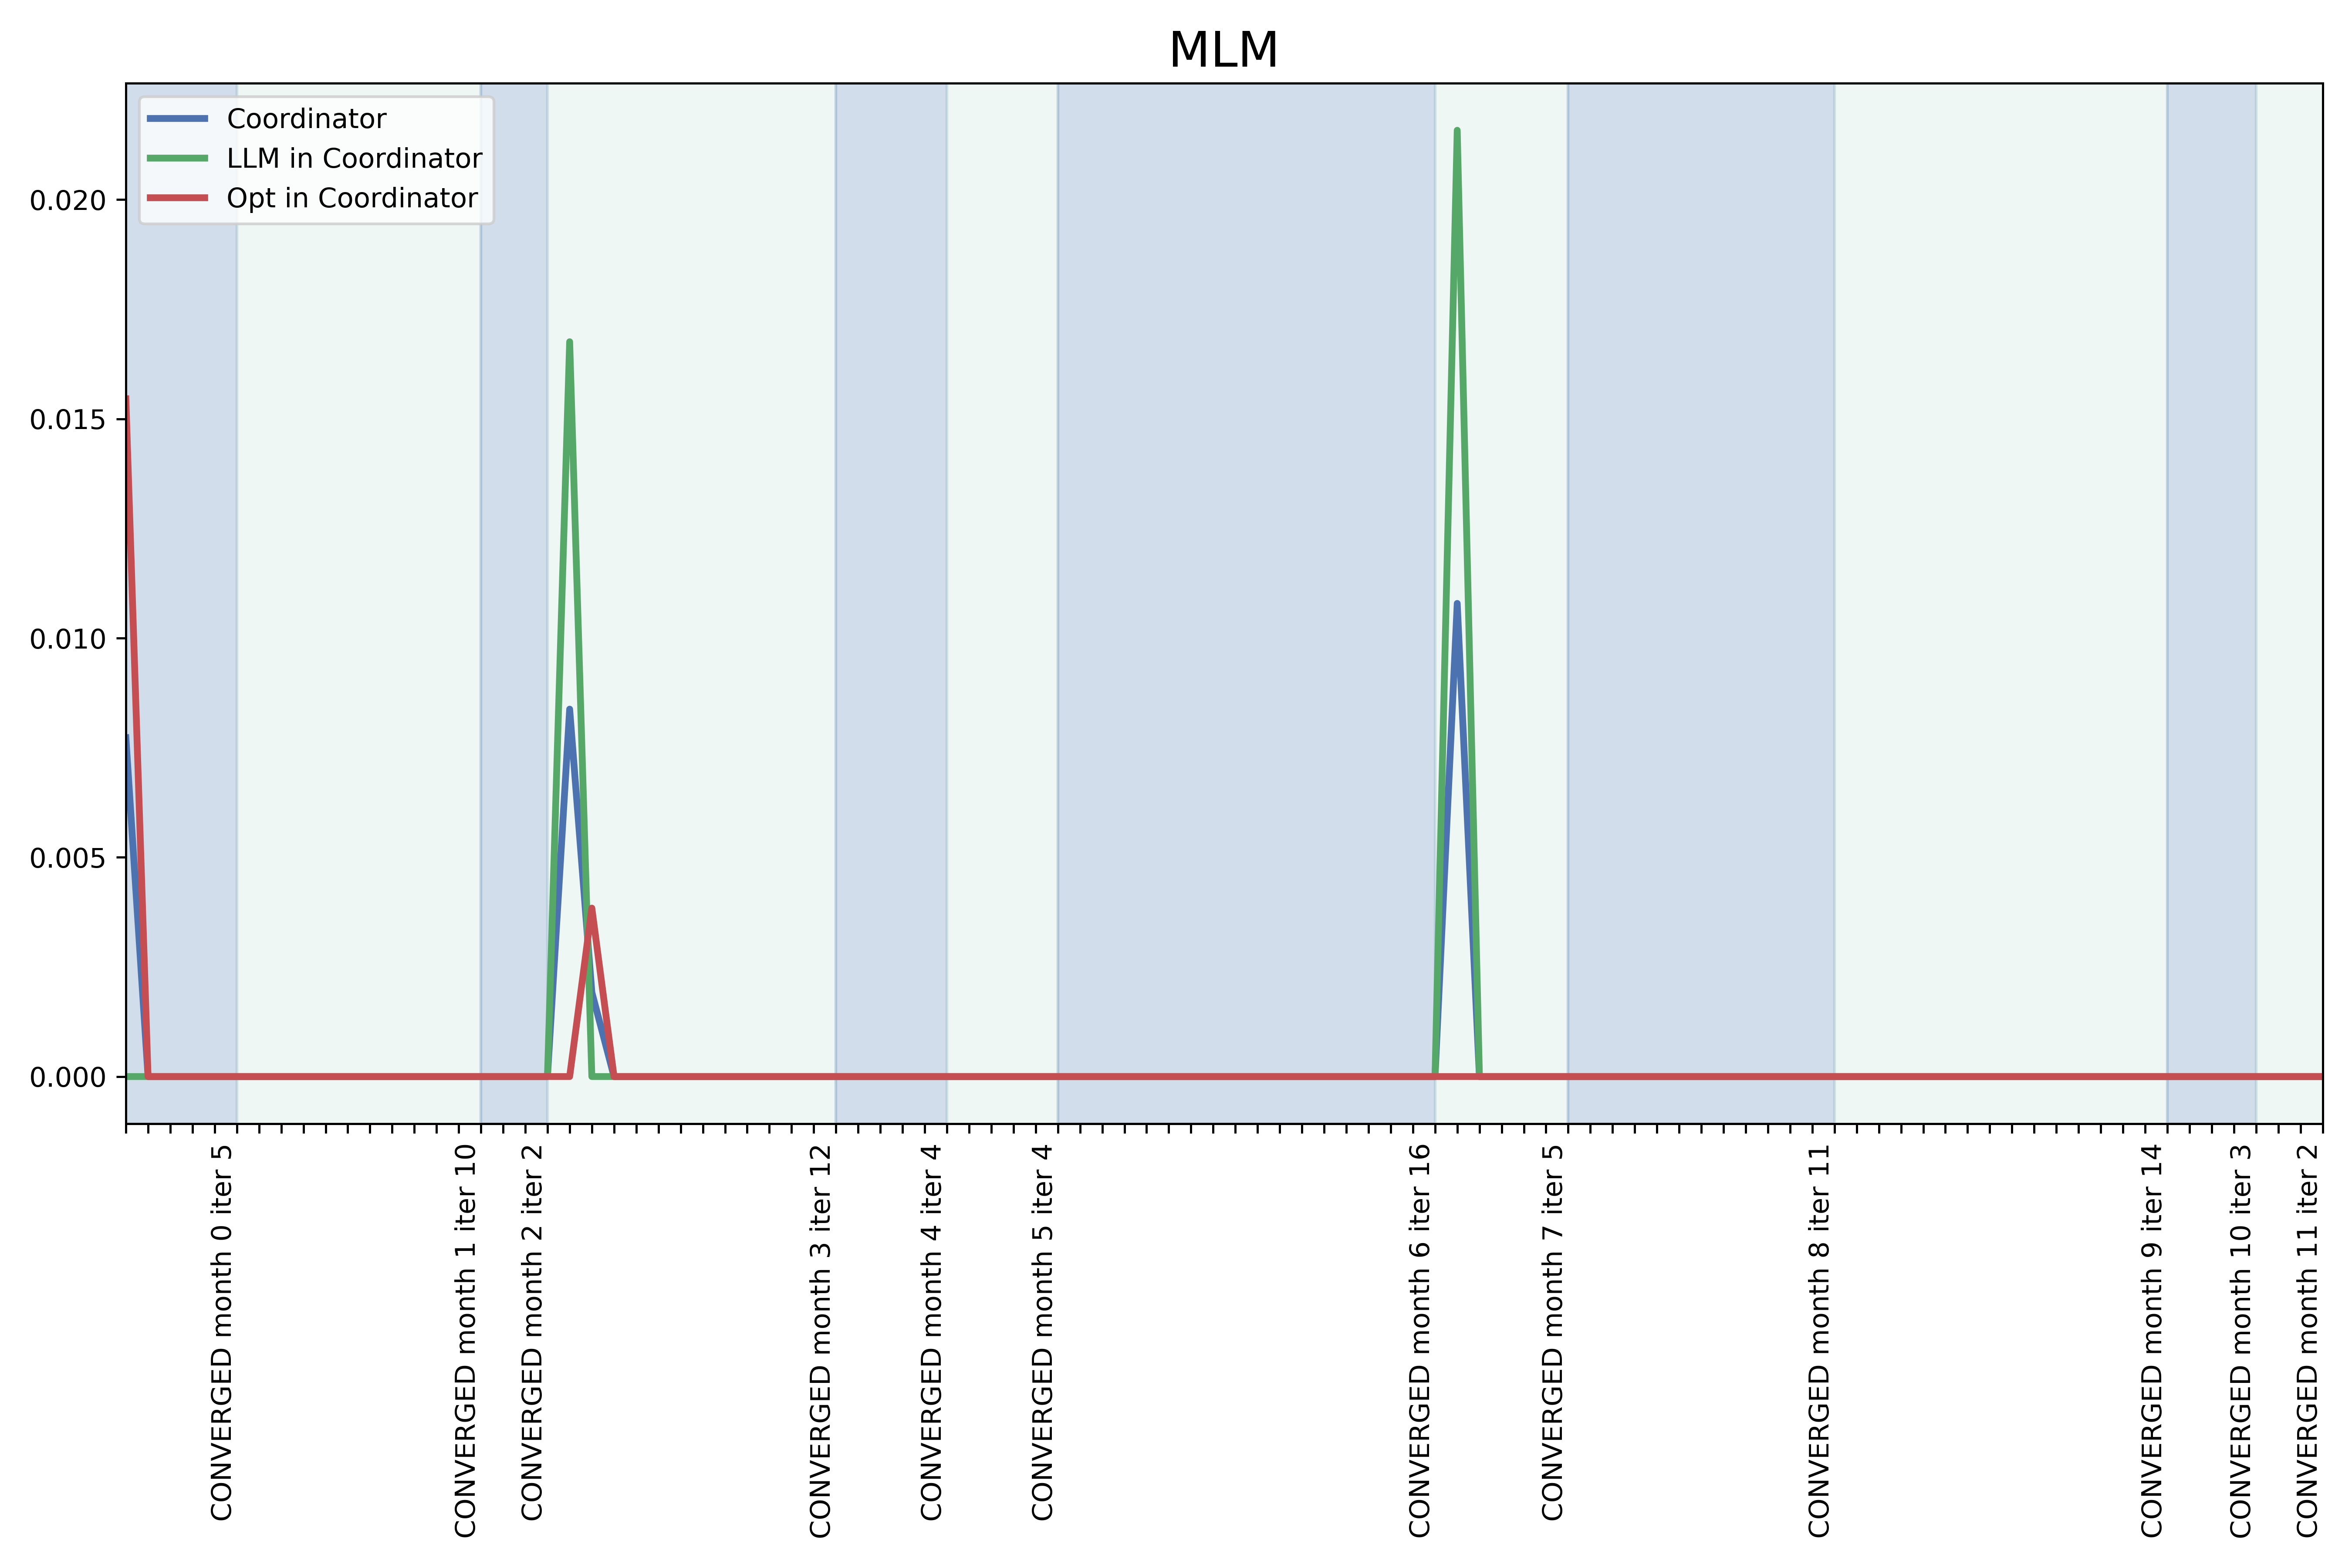 MLM
Coordinator
LLM in Coordinator
Opt in Coordinator
0.020
0.015
0.010
0.005
0.000
CONVERGED month 0 iter 5
CONVERGED month 1 iter 10
CONVERGED month 2 iter 2
CONVERGED month 3 iter 12
CONVERGED month 4 iter 4
CONVERGED month 5 iter 4
CONVERGED month 6 iter 16
CONVERGED month 7 iter 5
CONVERGED month 8 iter 11
CONVERGED month 9 iter 14
CONVERGED month 10 iter 3
CONVERGED month 11 iter 2